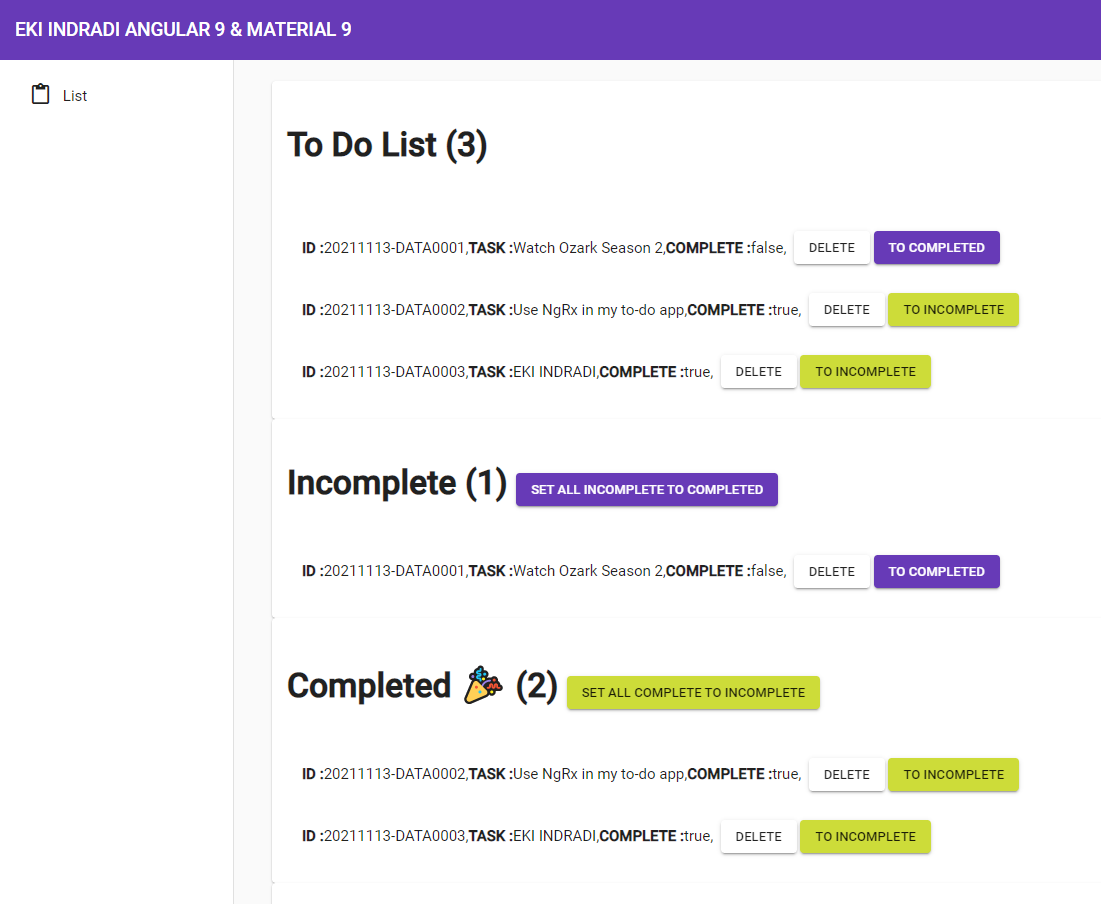 EKI INDRADI ANGULAR 9 & MATERIAL 9
List
To Do List (3)
ID :20211113-DATA0001,TASK :Watch Ozark Season 2,COMPLETE :false, DELETE TO COMPLETED
ID :20211113-DATA0002,TASK :Use NgRx in my to-do app,COMPLETE :true, DELETE TO INCOMPLETE
ID :20211113-DATA0003,TASK :EKI INDRADI,COMPLETE :true, DELETE TO INCOMPLETE
Incomplete (1) SET ALL INCOMPLETE TO COMPLETED
ID :20211113-DATA0001,TASK :Watch Ozark Season 2,COMPLETE :false, DELETE TO COMPLETED
Completed 🎉 (2) SET ALL COMPLETE TO INCOMPLETE
ID :20211113-DATA0002,TASK :Use NgRx in my to-do app,COMPLETE :true, DELETE TO INCOMPLETE
ID :20211113-DATA0003,TASK :EKI INDRADI,COMPLETE :true, DELETE TO INCOMPLETE